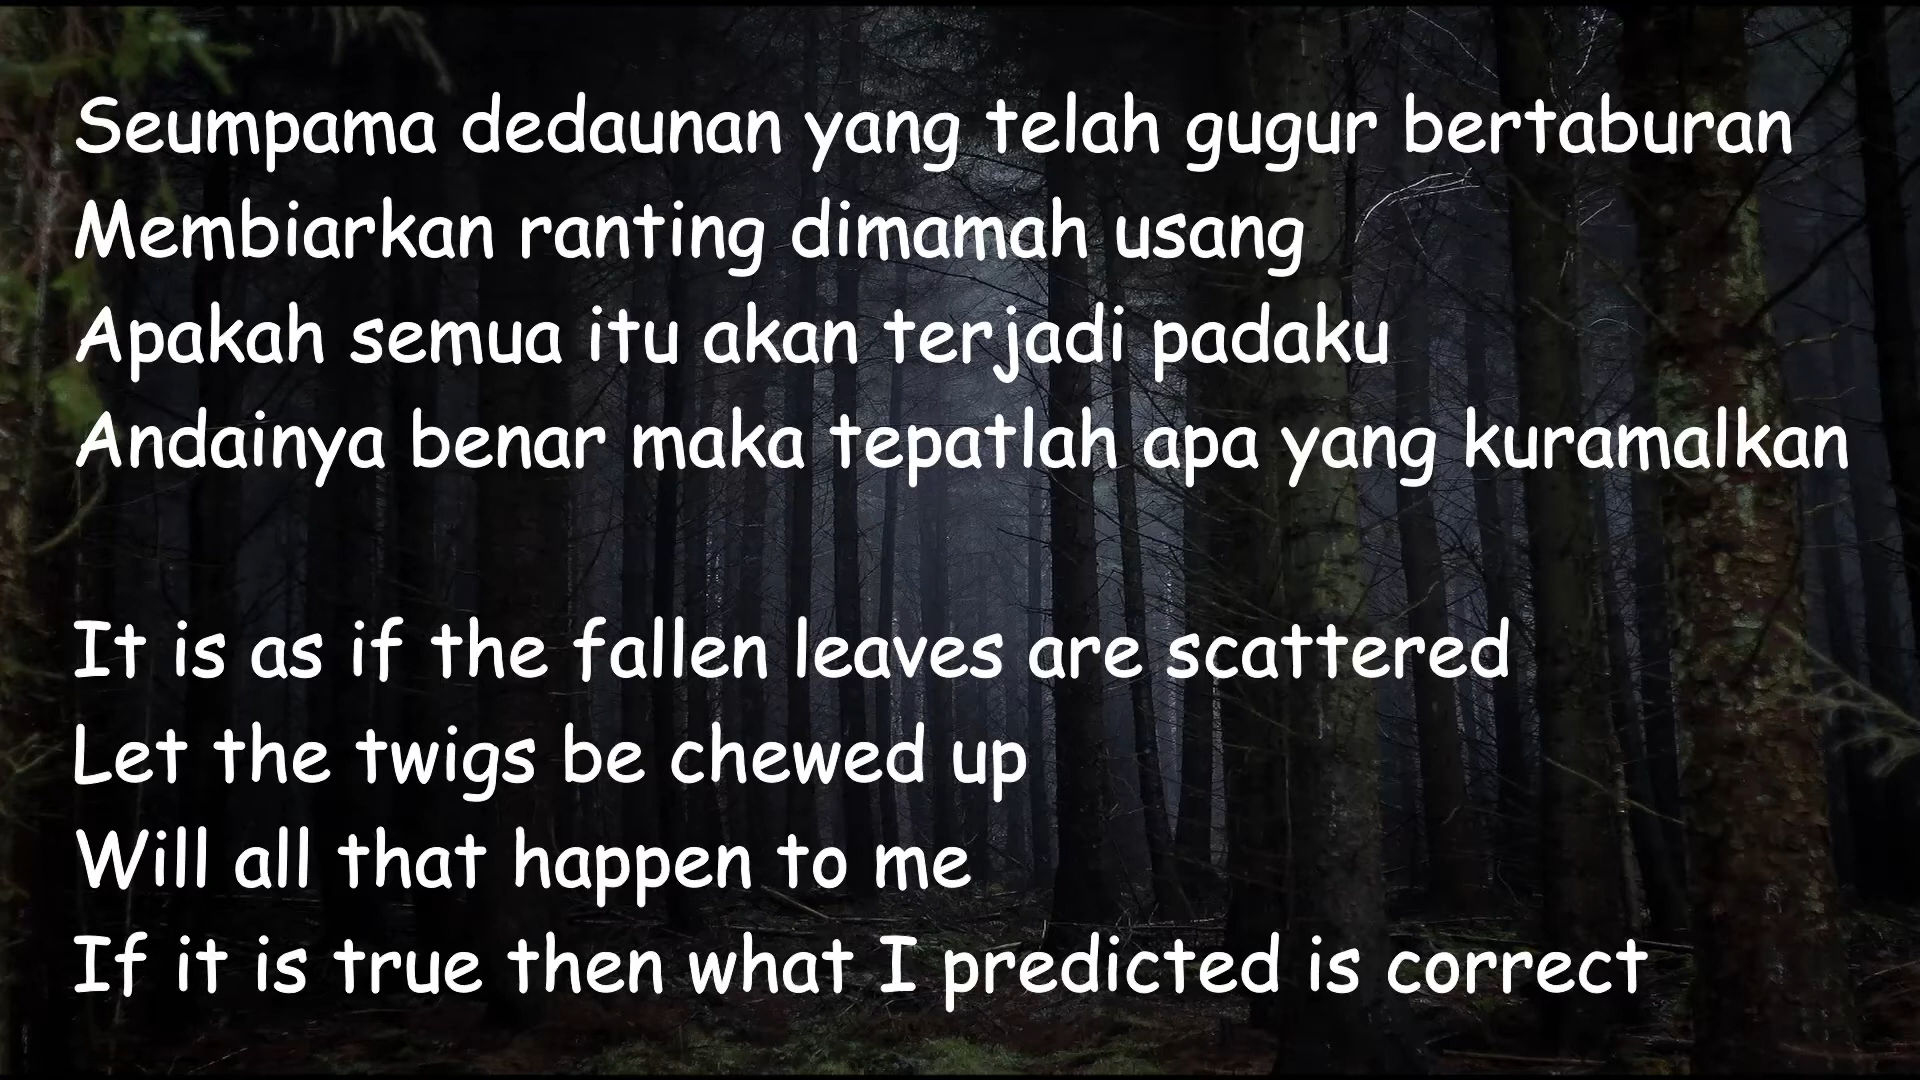 Seumpama dedaunan yang telah gugur bertaburan
Membiarkan ranting dimamah usang
Apakah semua itu akan terjadi padaku
Andainya benar maka tepatlah apa yang kuramalkan
It is as if the fallen leaves are scattered
Let the twigs be chewed up
Will all that happen to me
If it is true then what I predicted is correct